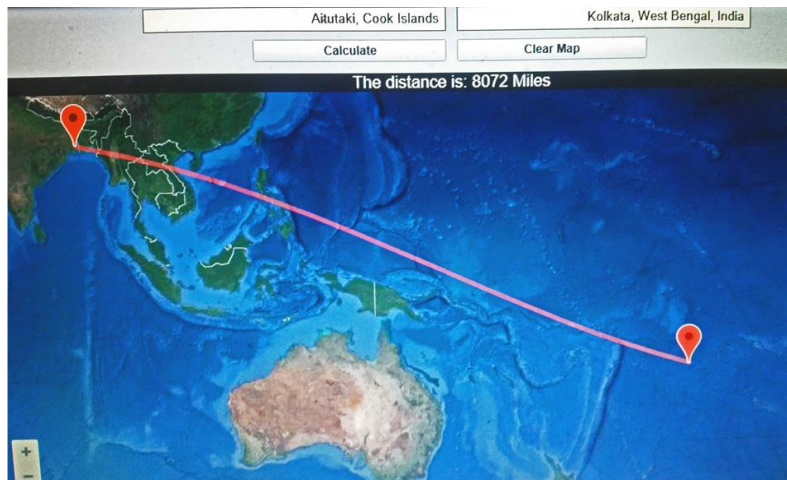 Aitutaki, Cook Islands
Kolkata, West Bengal, India
Calculate
Clear Map
The distance is: 8072 Miles
+
−